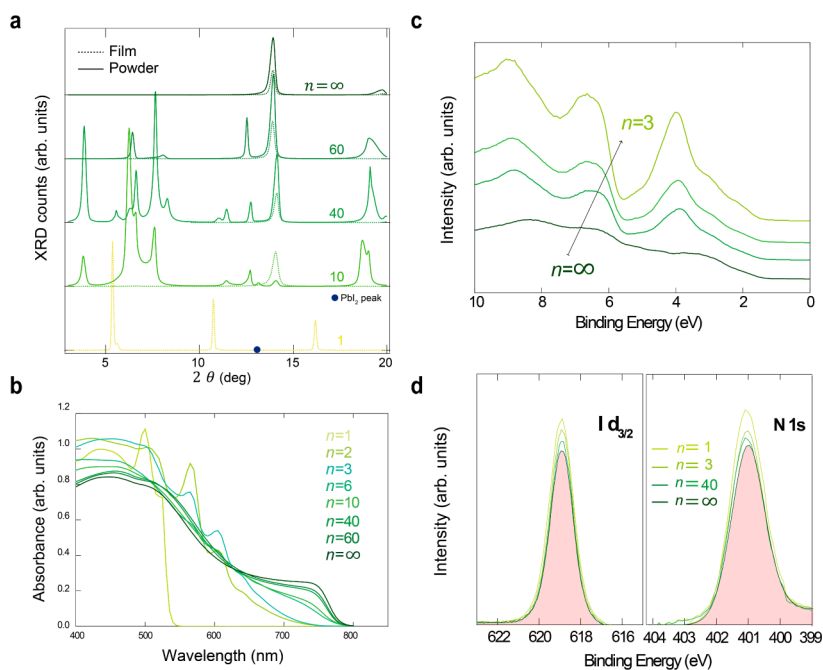 a
Film
Powder
n=∞
60
40
10
1
PbI2 peak
XRD counts (arb. units)
5 10 15 20
2 θ (deg)
b
1.2
1.0
0.8
0.6
0.4
0.2
0.0
Absorbance (arb. units)
n=1
n=2
n=3
n=6
n=10
n=40
n=60
n=∞
400 500 600 700 800
Wavelength (nm)
c
Intensity (arb. units)
n=3
n=∞
10 8 6 4 2 0
Binding Energy (eV)
d
Intensity (arb. units)
I d3/2
N 1s
n= 1
n= 3
n= 40
n= ∞
622 620 618 616
404 403 402 401 400 399
Binding Energy (eV)